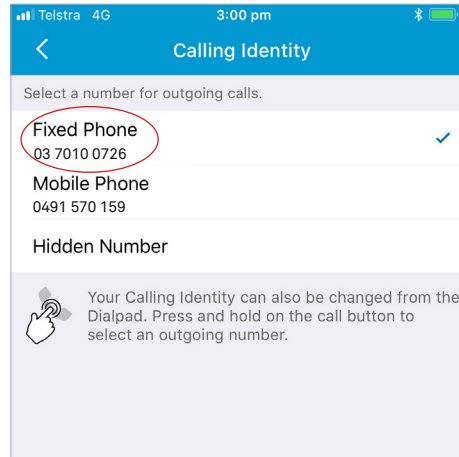 Telstra 4G 3:00 pm
Calling Identity
Select a number for outgoing calls.
Fixed Phone
03 7010 0726
Mobile Phone
0491 570 159
Hidden Number
Your Calling Identity can also be changed from the
Dialpad. Press and hold on the call button to
select an outgoing number.